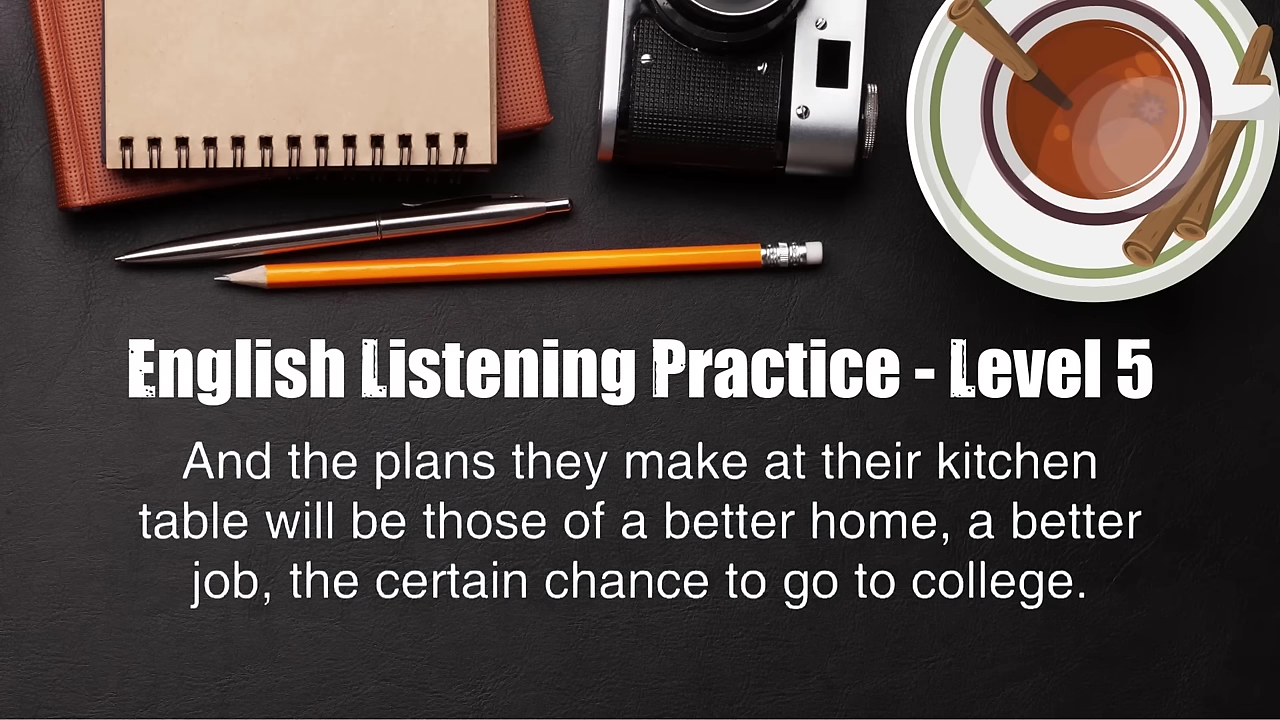 English Listening Practice - Level 5
And the plans they make at their kitchen
table will be those of a better home, a better
job, the certain chance to go to college.